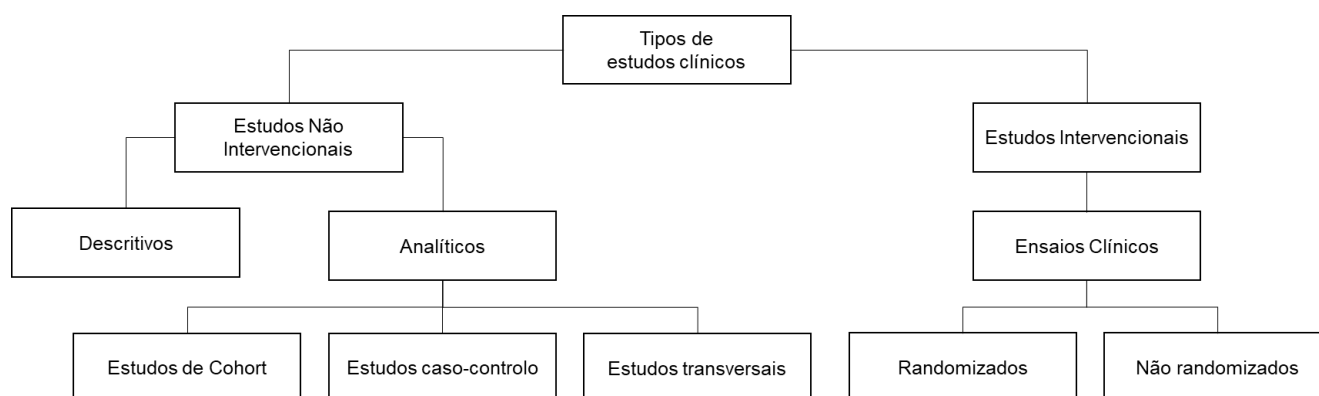 Tipos de
estudos clínicos
Estudos Não
Intervencionais
Estudos Intervencionais
Descritivos
Analíticos
Ensaios Clínicos
Estudos de Cohort
Estudos caso-controlo
Estudos transversais
Randomizados
Não randomizados